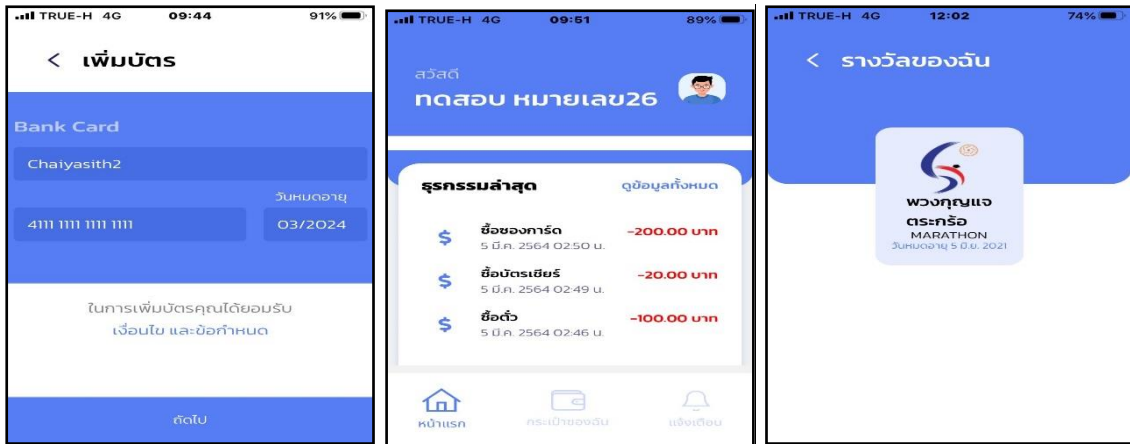 TRUE-H 4G 09:44 91%
เพิ่มบัตร
Bank Card
Chaiyasith2
วันหมดอายุ
4111 1111 1111 1111 03/2024
ในการเพิ่มบัตรคุณได้ยอมรับ
เงื่อนไข และข้อกำหนด
ถัดไป
TRUE-H 4G 09:51 89%
สวัสดี
ทดสอบ หมายเลข26
ธุรกรรมล่าสุด ดูข้อมูลทั้งหมด
ซื้อซองการ์ด -200.00 บาท
5 มี.ค. 2564 02:50 น.
ซื้อบัตรเชียร์ -20.00 บาท
5 มี.ค. 2564 02:49 น.
ซื้อตั๋ว -100.00 บาท
5 มี.ค. 2564 02:46 น.
หน้าแรก กระเป๋าของฉัน แจ้งเตือน
TRUE-H 4G 12:02 74%
รางวัลของฉัน
พวงกุญแจ
ตระกร้อ
MARATHON
วันหมดอายุ 5 มิ.ย. 2021